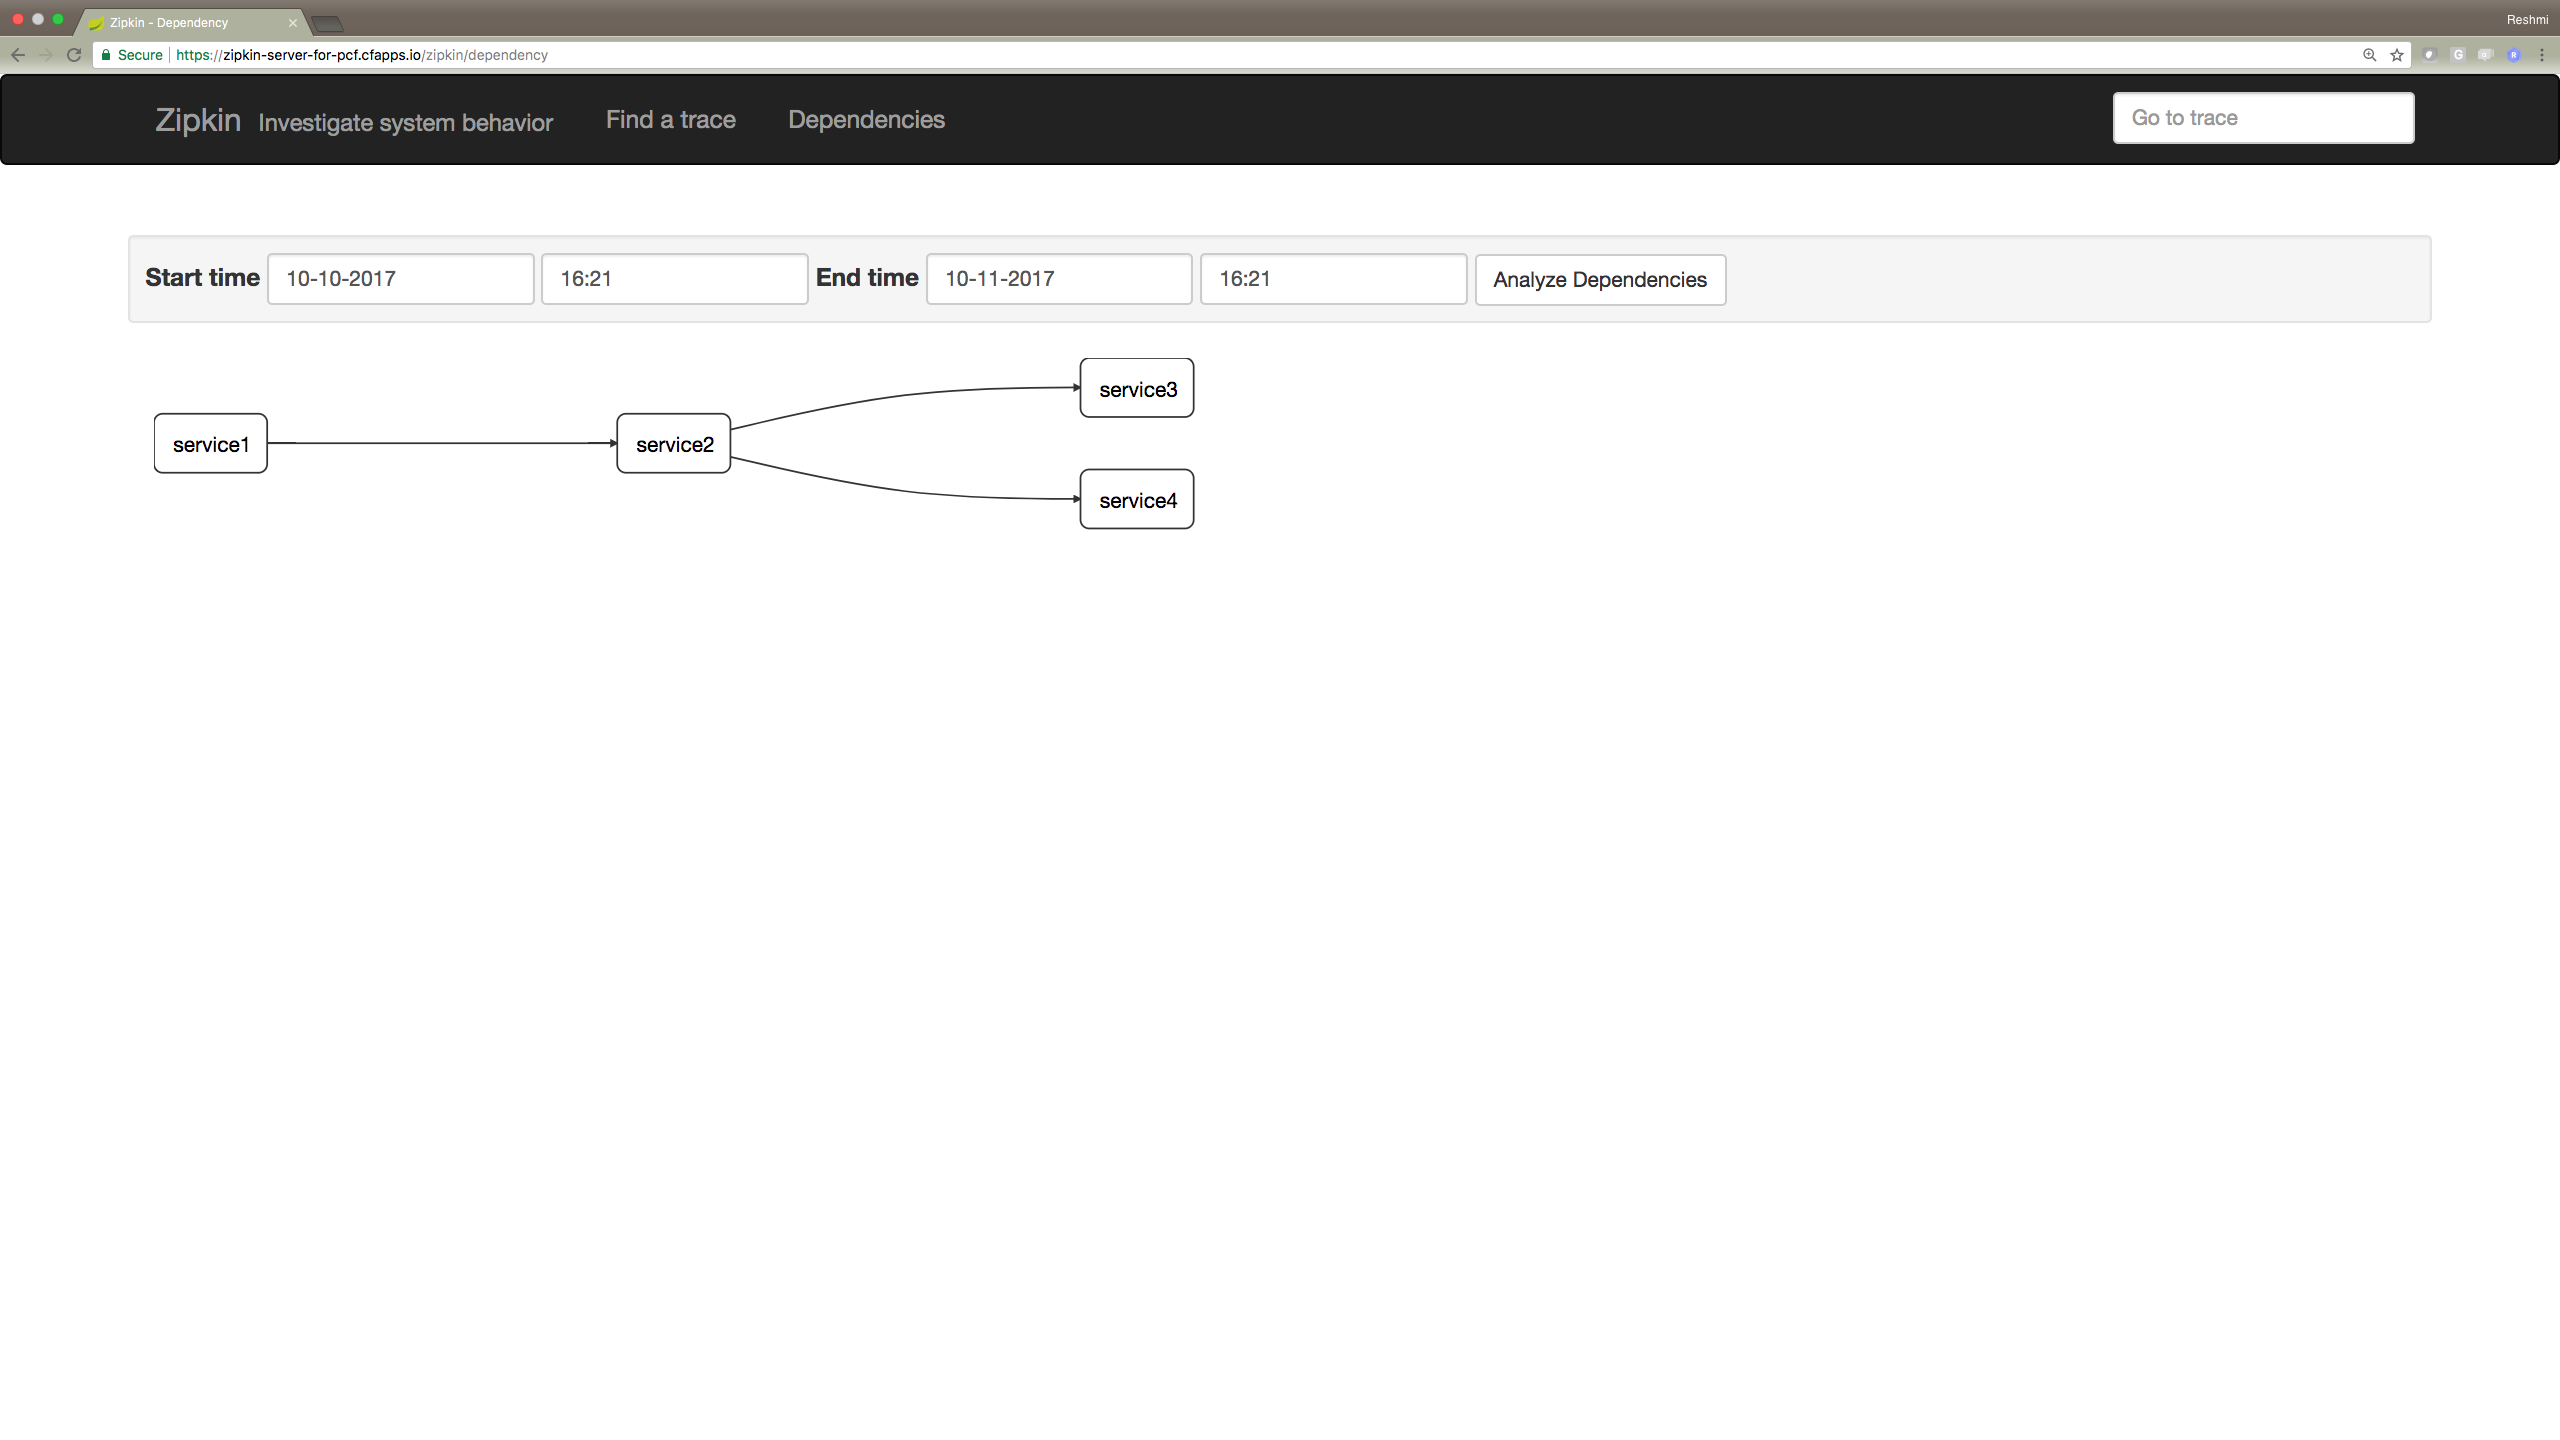 Zipkin - Dependency
Reshmi
Secure https://zipkin-server-for-pcf.cfapps.io/zipkin/dependency
Zipkin Investigate system behavior Find a trace Dependencies Go to trace
Start time 10-10-2017 16:21 End time 10-11-2017 16:21 Analyze Dependencies
service3
service1 service2
service4